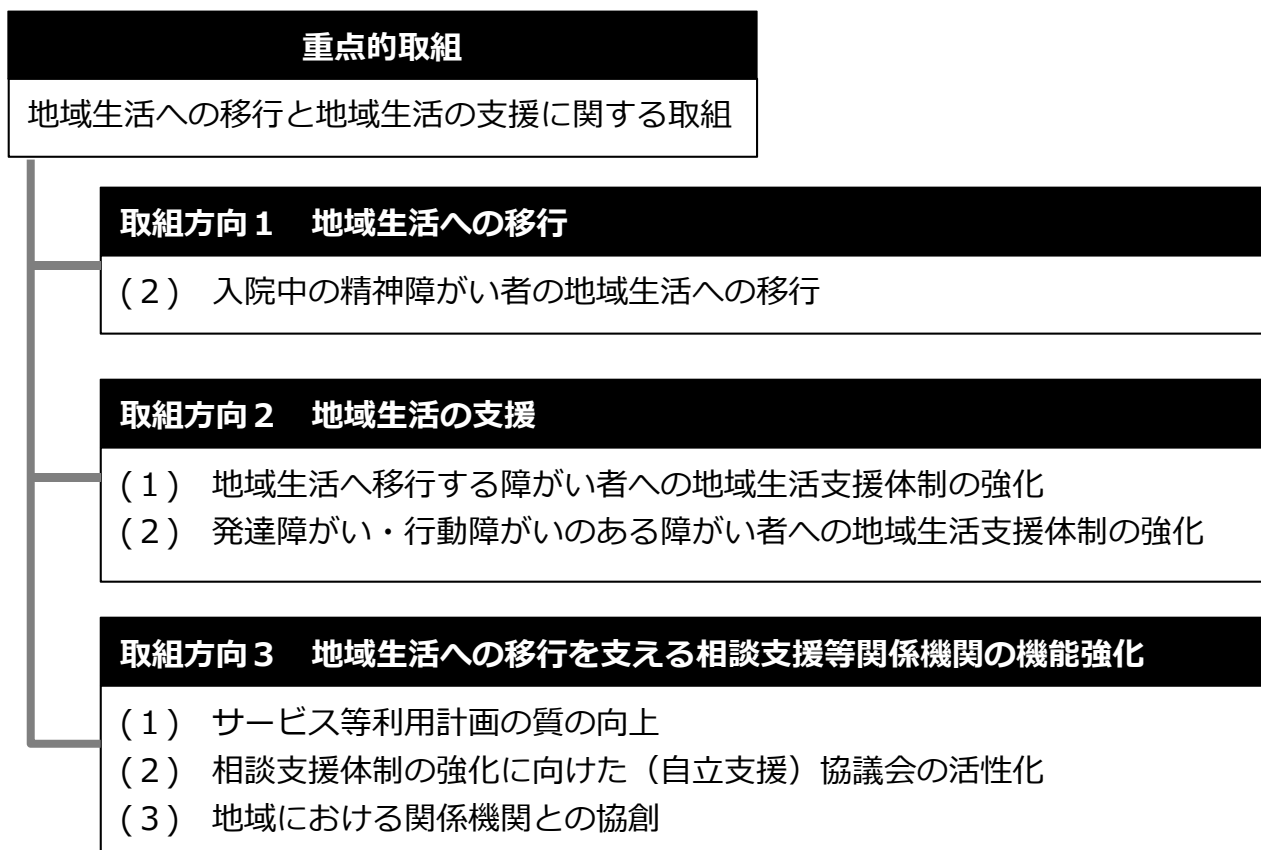 重点的取組
地域生活への移行と地域生活の支援に関する取組
取組方向１　地域生活への移行
(２)　入院中の精神障がい者の地域生活への移行
取組方向２　地域生活の支援
(１)　地域生活へ移行する障がい者への地域生活支援体制の強化
(２)　発達障がい・行動障がいのある障がい者への地域生活支援体制の強化
取組方向３　地域生活への移行を支える相談支援等関係機関の機能強化
(１)　サービス等利用計画の質の向上
(２)　相談支援体制の強化に向けた（自立支援）協議会の活性化
(３)　地域における関係機関との協創